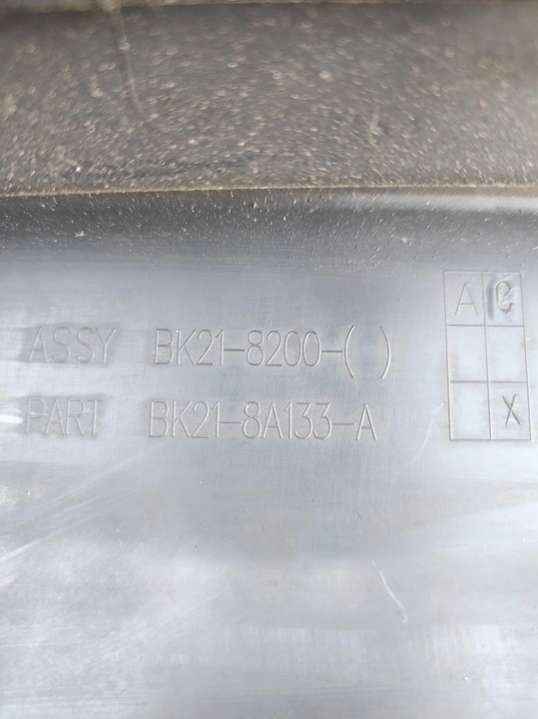 A C
ASSY BK21-8200-( )
PART BK21-8A133-A
X